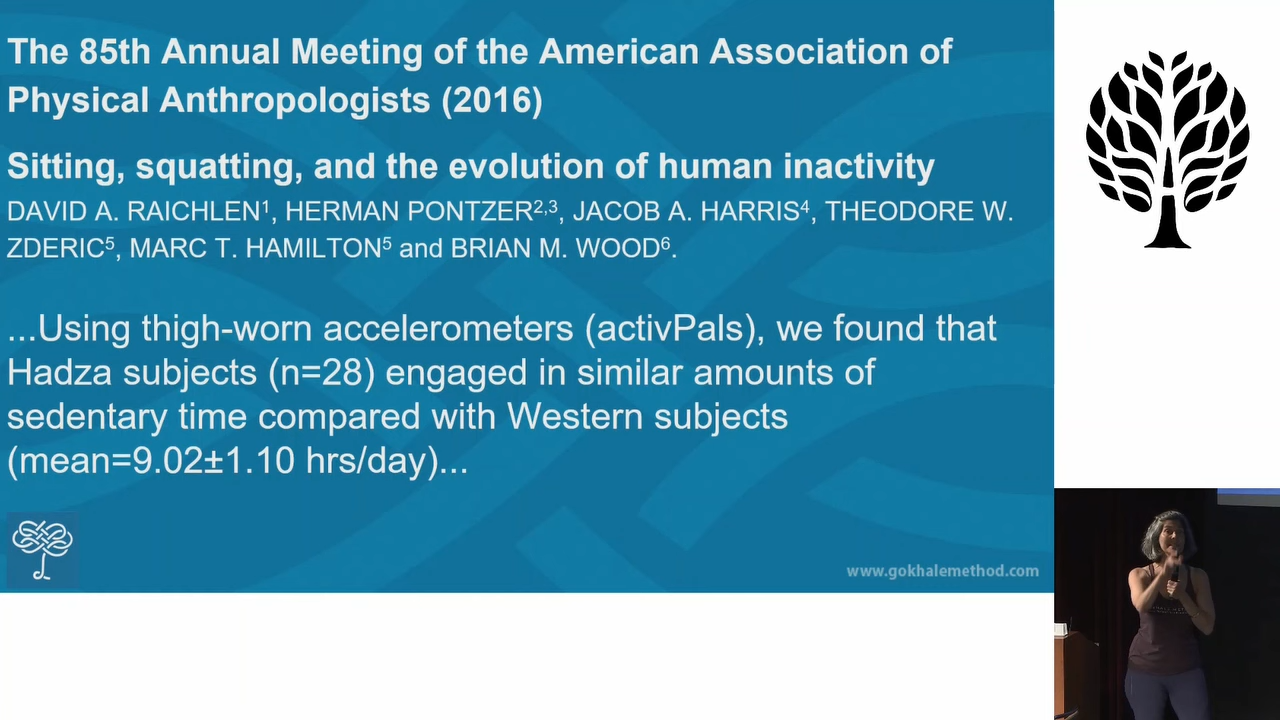 The 85th Annual Meeting of the American Association of
Physical Anthropologists (2016)
Sitting, squatting, and the evolution of human inactivity
DAVID A. RAICHLEN¹, HERMAN PONTZER²,³, JACOB A. HARRIS⁴, THEODORE W.
ZDERIC⁵, MARC T. HAMILTON⁵ and BRIAN M. WOOD⁶.
...Using thigh-worn accelerometers (activPals), we found that
Hadza subjects (n=28) engaged in similar amounts of
sedentary time compared with Western subjects
(mean=9.02±1.10 hrs/day)...
www.gokhalemethod.com